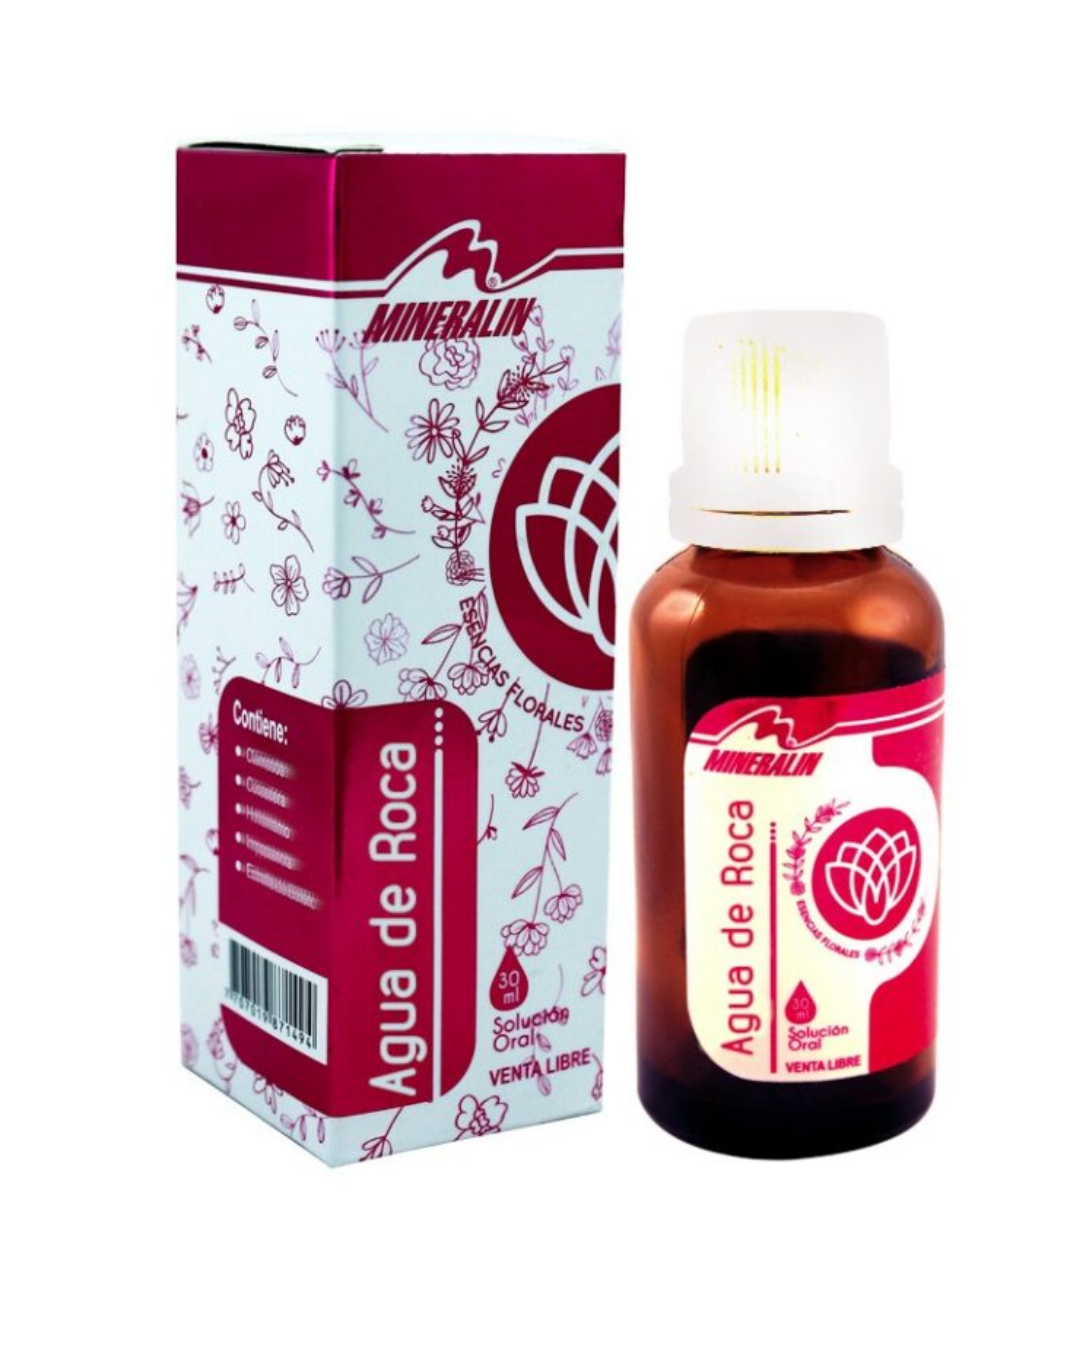 MINERALIN
ESENCIAS FLORALES
Contiene:
Agua de Roca
30
ml
Solución
Oral
VENTA LIBRE
MINERALIN
Agua de Roca
ESENCIAS FLORALES
30
ml
Solución
Oral
VENTA LIBRE